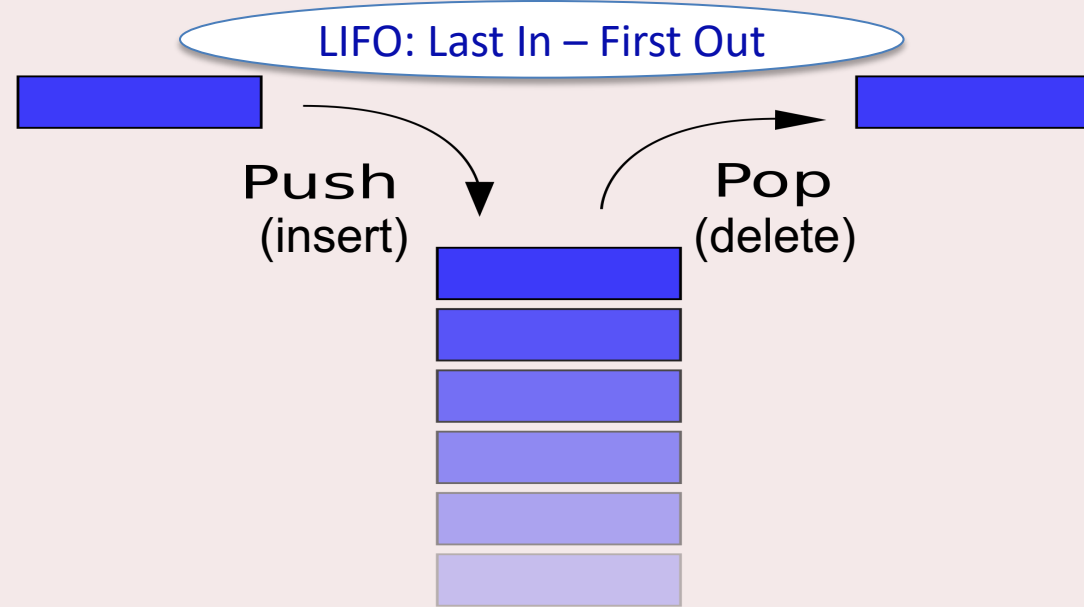 LIFO: Last In – First Out
Push
(insert)
Pop
(delete)